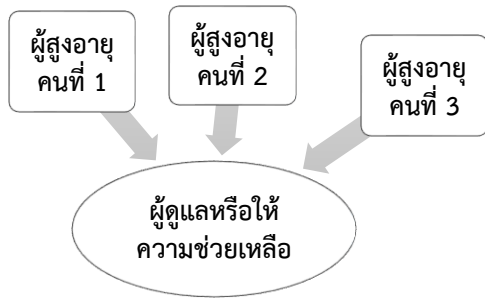 ผู้สูงอายุ
คนที่ 1
ผู้สูงอายุ
คนที่ 2
ผู้สูงอายุ
คนที่ 3
ผู้ดูแลหรือให้
ความช่วยเหลือ